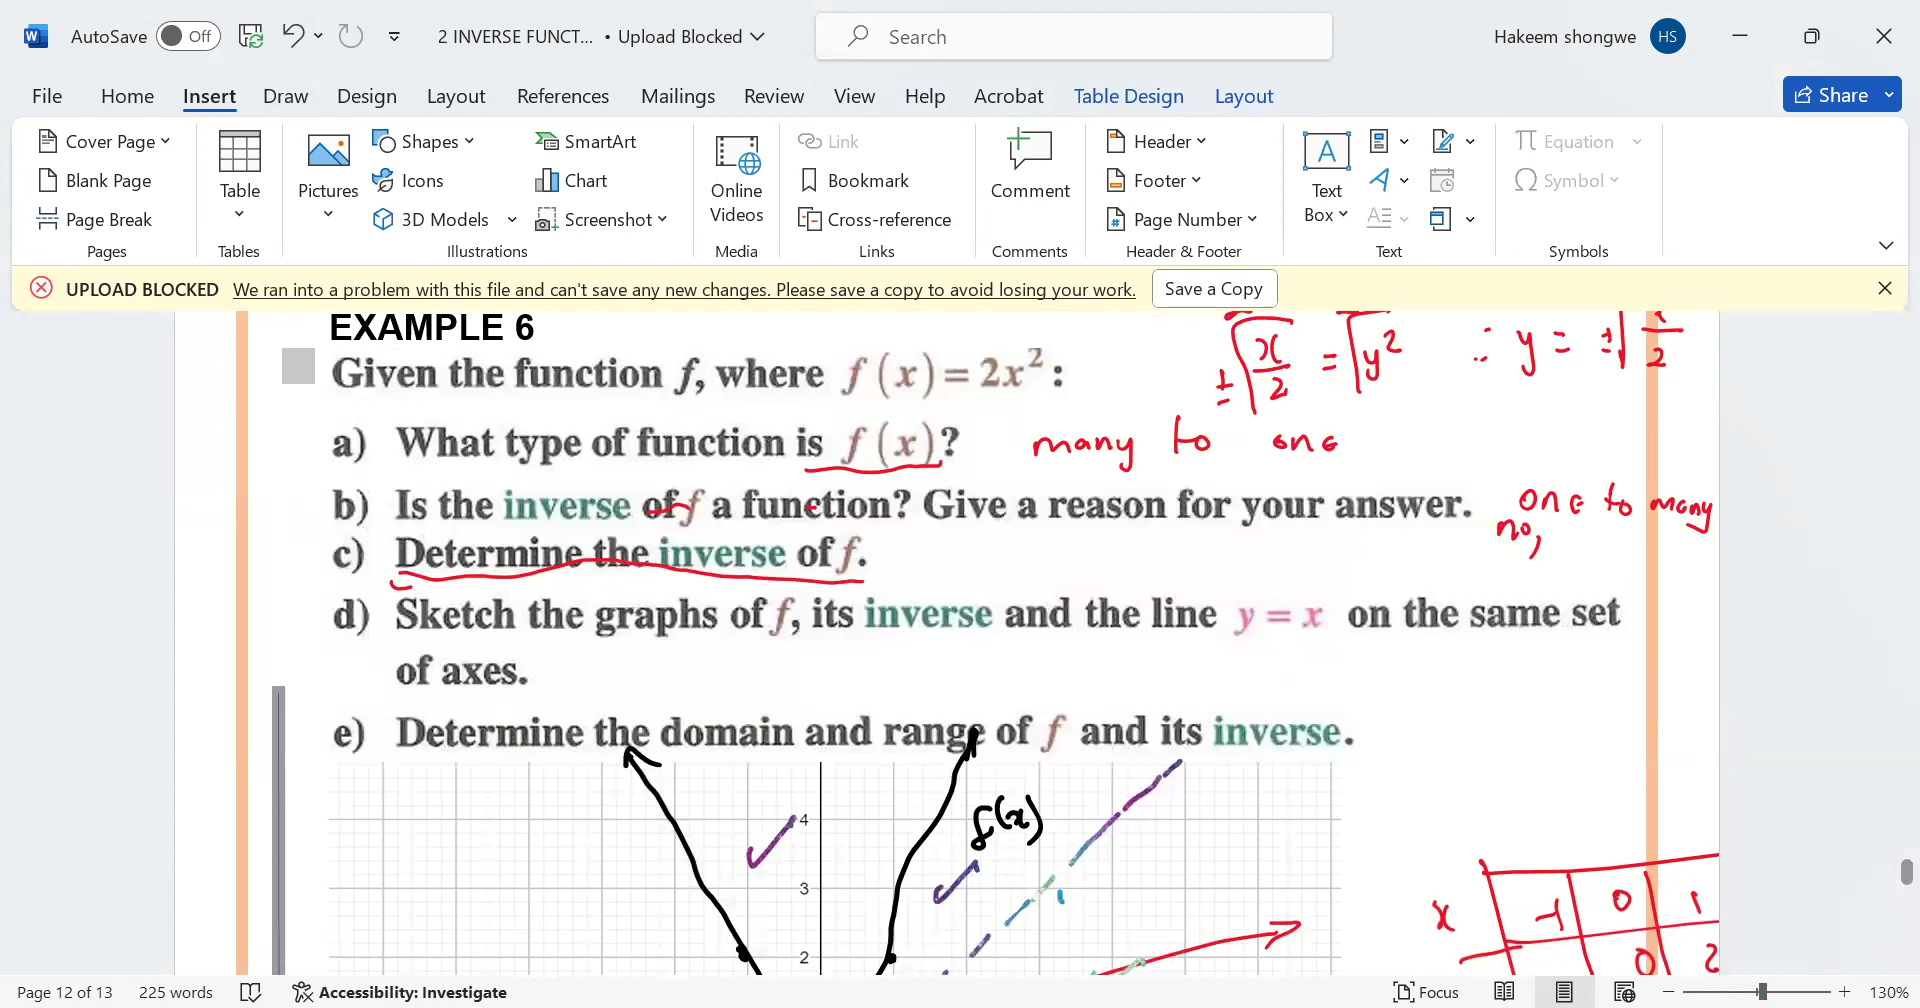 AutoSave Off 2 INVERSE FUNCT... • Upload Blocked Search Hakeem shongwe HS
File Home Insert Draw Design Layout References Mailings Review View Help Acrobat Table Design Layout Share
Cover Page
Blank Page
Page Break
Pages
Table
Tables
Pictures
Shapes
Icons
3D Models
SmartArt
Chart
Screenshot
Illustrations
Online
Videos
Media
Link
Bookmark
Cross-reference
Links
Comment
Comments
Header
Footer
Page Number
Header & Footer
Text
Box
Text
Equation
Symbol
Symbols
UPLOAD BLOCKED We ran into a problem with this file and can't save any new changes. Please save a copy to avoid losing your work. Save a Copy
EXAMPLE 6
±√x/2 = √y² ∴ y = ±√x/2
Given the function f, where f(x) = 2x²:
a) What type of function is f(x)? many to one
b) Is the inverse of f a function? Give a reason for your answer. one to many
no,
c) Determine the inverse of f.
d) Sketch the graphs of f, its inverse and the line y = x on the same set
of axes.
e) Determine the domain and range of f and its inverse.
4
f(x)
3
2
x -1 0 1
0 2
Page 12 of 13 225 words Accessibility: Investigate Focus 130%